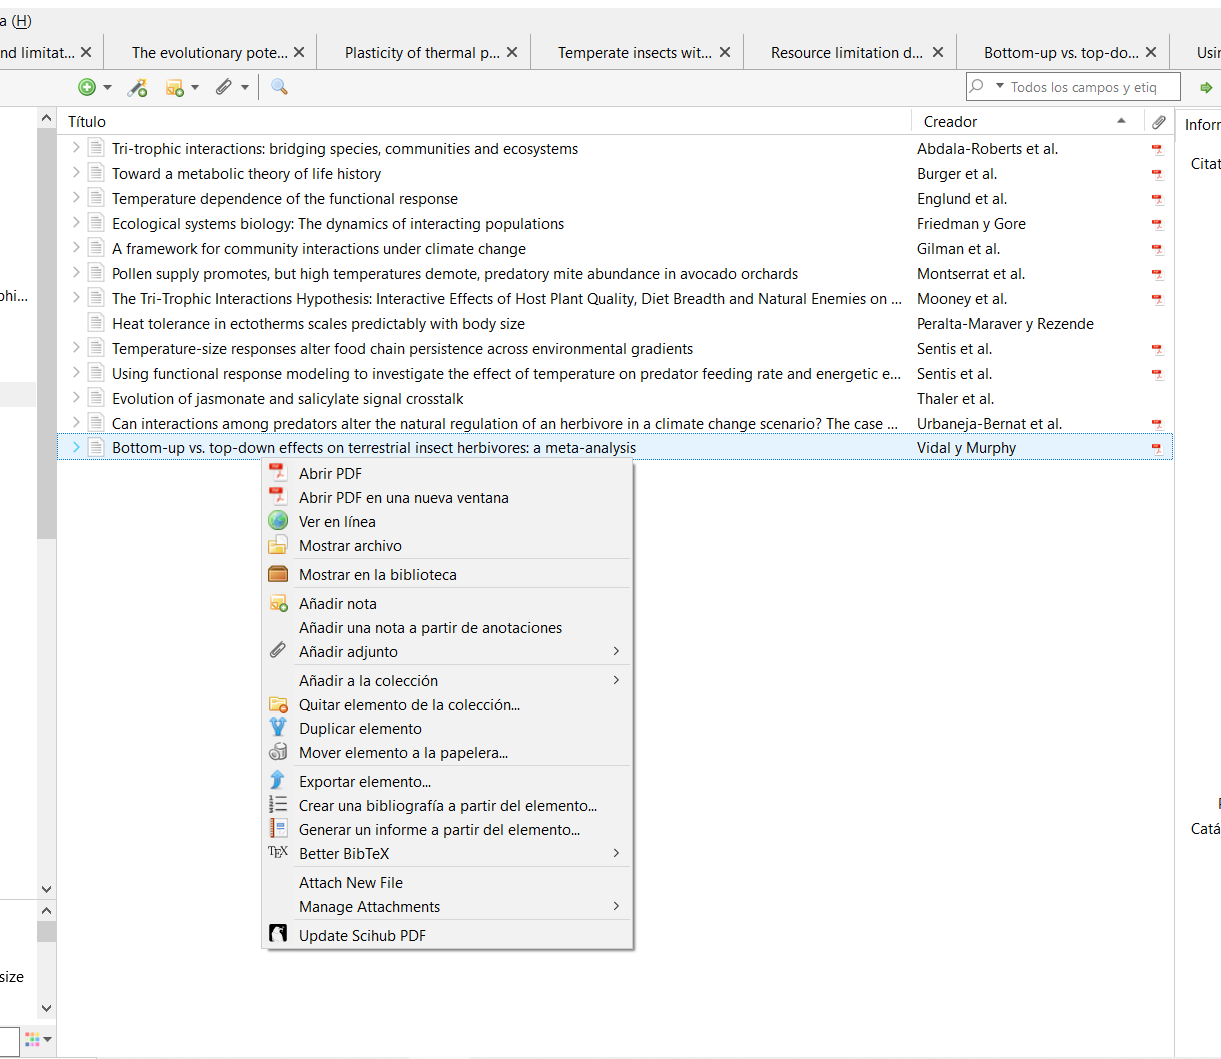 a (H)
nd limitat...
The evolutionary pote...
Plasticity of thermal p...
Temperate insects wit...
Resource limitation d...
Bottom-up vs. top-do...
Usin
Todos los campos y etiq
Título
Creador
Inform
Tri-trophic interactions: bridging species, communities and ecosystems
Abdala-Roberts et al.
Citat
Toward a metabolic theory of life history
Burger et al.
Temperature dependence of the functional response
Englund et al.
Ecological systems biology: The dynamics of interacting populations
Friedman y Gore
A framework for community interactions under climate change
Gilman et al.
Pollen supply promotes, but high temperatures demote, predatory mite abundance in avocado orchards
Montserrat et al.
phi...
The Tri-Trophic Interactions Hypothesis: Interactive Effects of Host Plant Quality, Diet Breadth and Natural Enemies on ...
Mooney et al.
Heat tolerance in ectotherms scales predictably with body size
Peralta-Maraver y Rezende
Temperature-size responses alter food chain persistence across environmental gradients
Sentis et al.
Using functional response modeling to investigate the effect of temperature on predator feeding rate and energetic e...
Sentis et al.
Evolution of jasmonate and salicylate signal crosstalk
Thaler et al.
Can interactions among predators alter the natural regulation of an herbivore in a climate change scenario? The case ...
Urbaneja-Bernat et al.
Bottom-up vs. top-down effects on terrestrial insect herbivores: a meta-analysis
Vidal y Murphy
Abrir PDF
Abrir PDF en una nueva ventana
Ver en línea
Mostrar archivo
Mostrar en la biblioteca
Añadir nota
Añadir una nota a partir de anotaciones
Añadir adjunto
Añadir a la colección
Quitar elemento de la colección...
Duplicar elemento
Mover elemento a la papelera...
Exportar elemento...
Crear una bibliografía a partir del elemento...
Generar un informe a partir del elemento...
Catá
TEX Better BibTeX
Attach New File
Manage Attachments
Update Scihub PDF
size